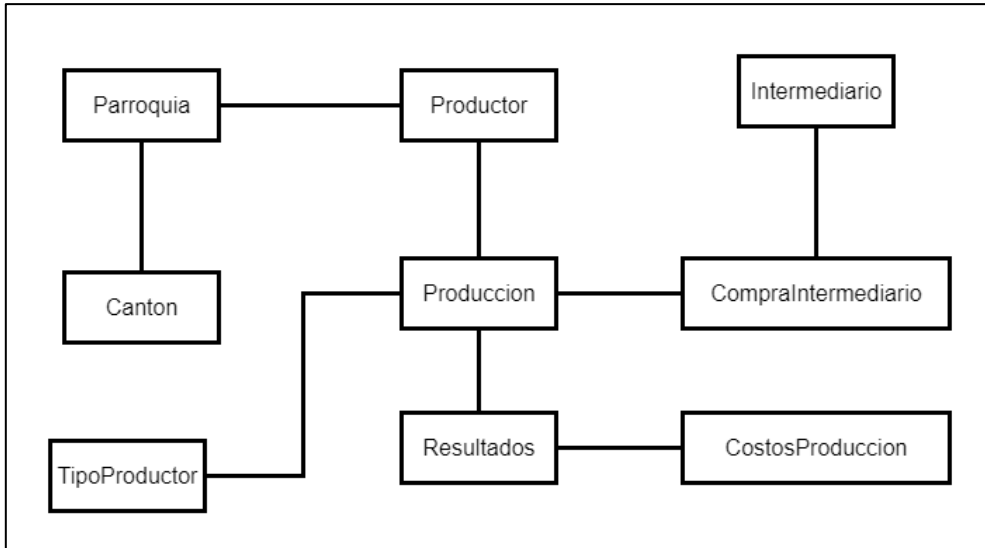 Parroquia
Productor
Intermediario
Canton
Produccion
CompraIntermediario
TipoProductor
Resultados
CostosProduccion